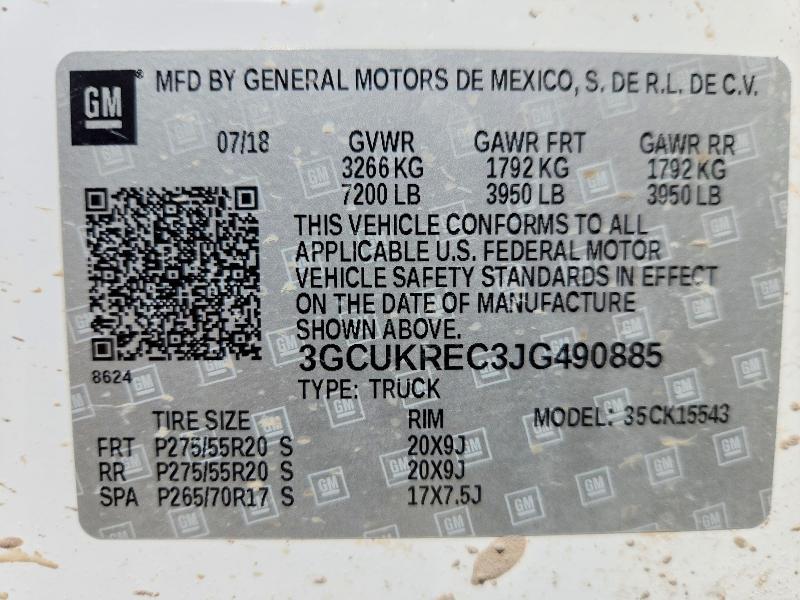 GM® MFD BY GENERAL MOTORS DE MEXICO, S. DE R.L. DE C.V.
07/18 GVWR GAWR FRT GAWR RR
3266 KG 1792 KG 1792 KG
7200 LB 3950 LB 3950 LB
THIS VEHICLE CONFORMS TO ALL
APPLICABLE U.S. FEDERAL MOTOR
VEHICLE SAFETY STANDARDS IN EFFECT
ON THE DATE OF MANUFACTURE
SHOWN ABOVE.
3GCUKREC3JG490885
8624
TYPE: TRUCK
TIRE SIZE RIM MODEL: 35CK15543
FRT P275/55R20 S 20X9J
RR P275/55R20 S 20X9J
SPA P265/70R17 S 17X7.5J